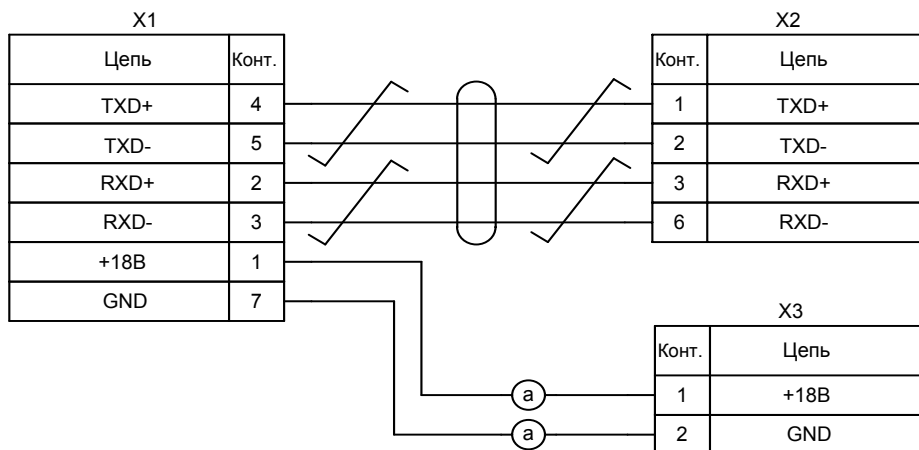 X1
Цепь Конт.
TXD+ 4
TXD- 5
RXD+ 2
RXD- 3
+18В 1
GND 7
X2
Конт. Цепь
1 TXD+
2 TXD-
3 RXD+
6 RXD-
X3
Конт. Цепь
1 +18В
2 GND
а
а